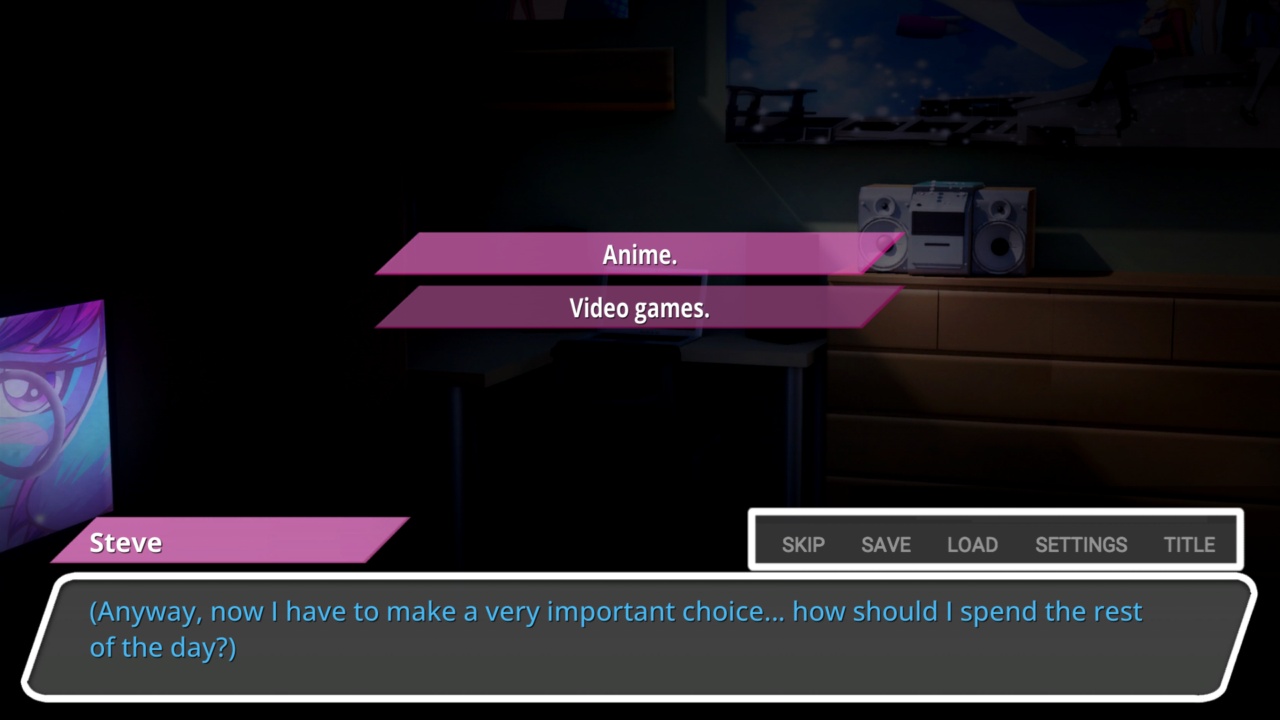 Anime.
Video games.
Steve
SKIP SAVE LOAD SETTINGS TITLE
(Anyway, now I have to make a very important choice... how should I spend the rest
of the day?)